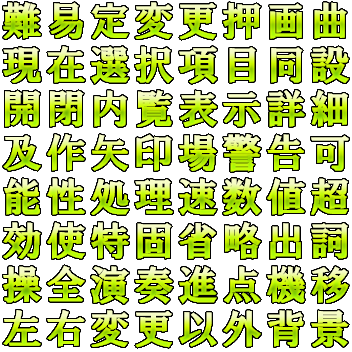 難易定変更押画曲
現在選択項目同設
開閉内覧表示詳細
及作矢印場警告可
能性処理速数値超
効使特固省略出詞
操全演奏進点機移
左右変更以外背景